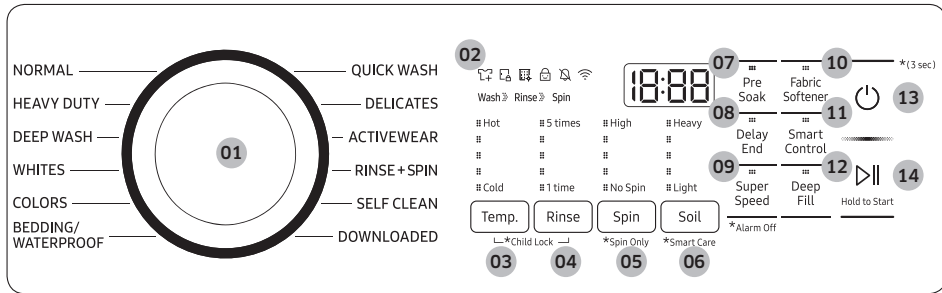 NORMAL
HEAVY DUTY
DEEP WASH
WHITES
COLORS
BEDDING/
WATERPROOF
01
QUICK WASH
DELICATES
ACTIVEWEAR
RINSE+SPIN
SELF CLEAN
DOWNLOADED
02
Wash》 Rinse》 Spin
18:88
Hot 5 times High Heavy
Cold 1 time No Spin Light
Temp. Rinse Spin Soil
*Child Lock *Spin Only *Smart Care
03 04 05 06
07 10
Pre
Soak
Fabric
Softener
08 11
Delay
End
Smart
Control
09 12
Super
Speed
Deep
Fill
*Alarm Off
*(3 sec)
13
14
Hold to Start